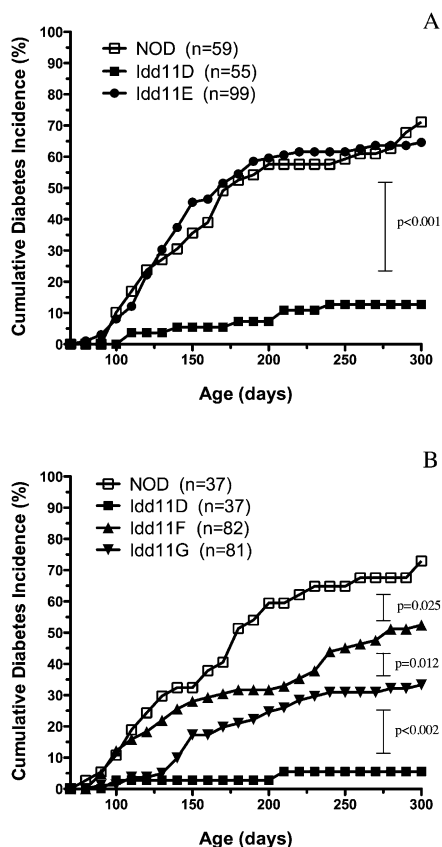 A
100
90
80
70
60
50
40
30
20
10
0
Cumulative Diabetes Incidence (%)
NOD (n=59)
Idd11D (n=55)
Idd11E (n=99)
p<0.001
100 150 200 250 300
Age (days)
B
100
90
80
70
60
50
40
30
20
10
0
Cumulative Diabetes Incidence (%)
NOD (n=37)
Idd11D (n=37)
Idd11F (n=82)
Idd11G (n=81)
p=0.025
p=0.012
p<0.002
100 150 200 250 300
Age (days)